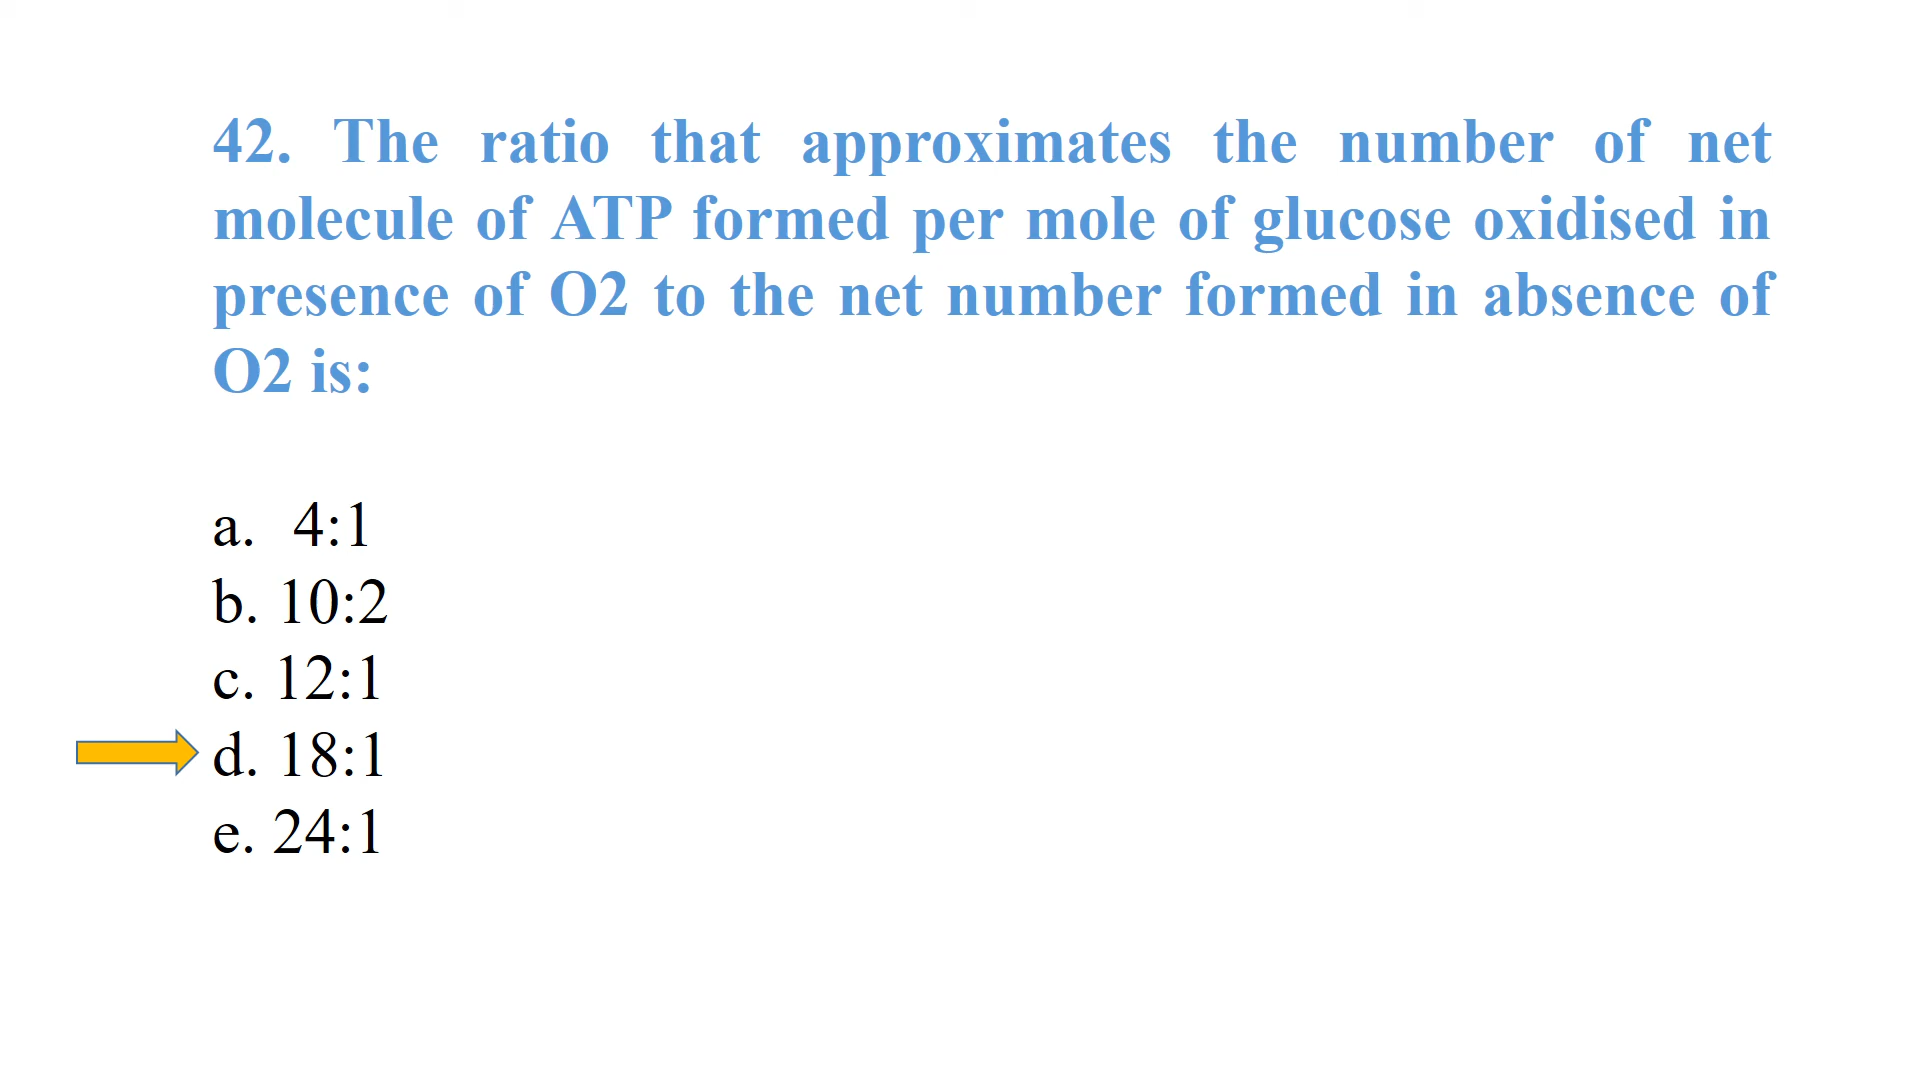 42. The ratio that approximates the number of net
molecule of ATP formed per mole of glucose oxidised in
presence of O2 to the net number formed in absence of
O2 is:
a. 4:1
b. 10:2
c. 12:1
d. 18:1
e. 24:1